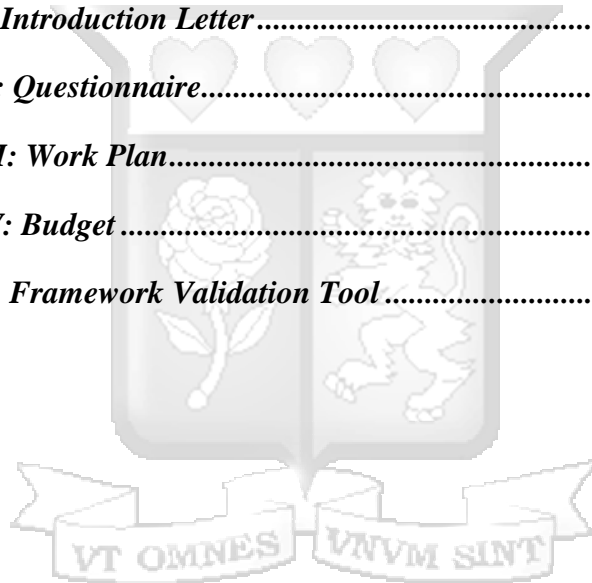 Introduction Letter....................................
: Questionnaire............................................
I: Work Plan................................................
V: Budget......................................................
Framework Validation Tool........................
VT OMNES VNVM SINT